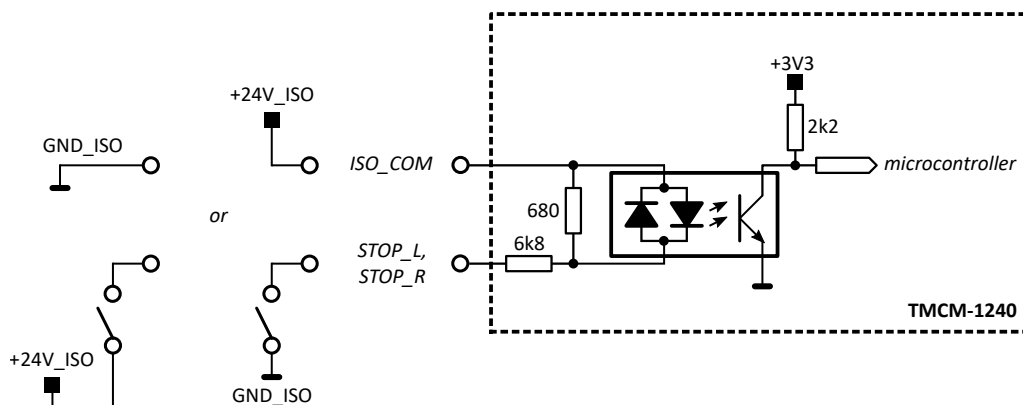 +3V3
+24V_ISO
2k2
GND_ISO
ISO_COM
microcontroller
680
or
6k8
STOP_L,
STOP_R
TMCM-1240
+24V_ISO
GND_ISO